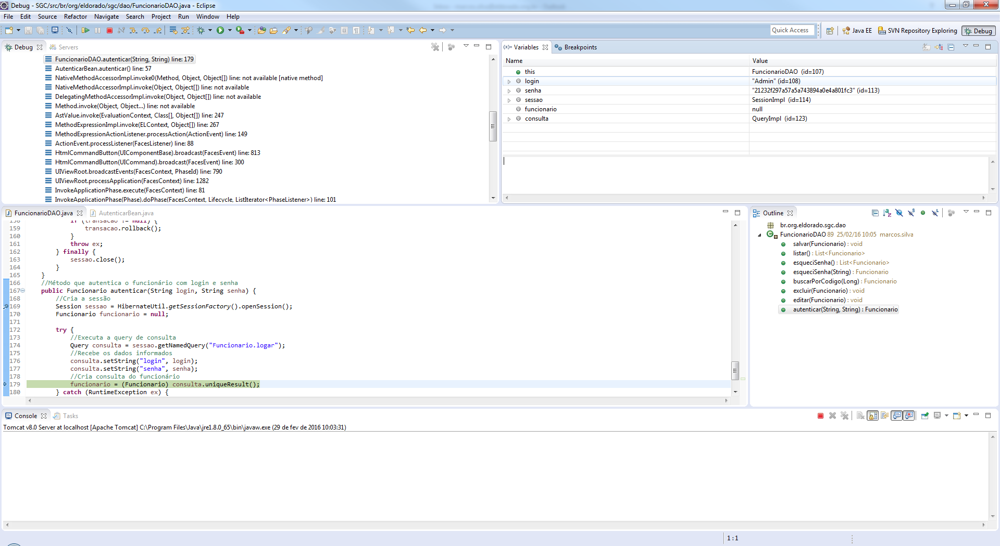 Debug - SGC/src/br/org/eldorado/sgc/dao/FuncionarioDAO.java - Eclipse
File Edit Source Refactor Navigate Search Project Run Window Help
Quick Access Java EE SVN Repository Exploring Debug
Debug Servers
FuncionarioDAO.autenticar(String, String) line: 179
AutenticarBean.autenticar() line: 57
NativeMethodAccessorImpl.invoke0(Method, Object, Object[]) line: not available [native method]
NativeMethodAccessorImpl.invoke(Object, Object[]) line: not available
DelegatingMethodAccessorImpl.invoke(Object, Object[]) line: not available
Method.invoke(Object, Object...) line: not available
AstValue.invoke(EvaluationContext, Class[], Object[]) line: 247
MethodExpressionImpl.invoke(ELContext, Object[]) line: 267
MethodExpressionActionListener.processAction(ActionEvent) line: 149
ActionEvent.processListener(FacesListener) line: 88
HtmlCommandButton(UIComponentBase).broadcast(FacesEvent) line: 813
HtmlCommandButton(UICommand).broadcast(FacesEvent) line: 300
UIViewRoot.broadcastEvents(FacesContext, PhaseId) line: 790
UIViewRoot.processApplication(FacesContext) line: 1282
InvokeApplicationPhase.execute(FacesContext) line: 81
InvokeApplicationPhase(Phase).doPhase(FacesContext, Lifecycle, ListIterator<PhaseListener>) line: 101
(x)= Variables Breakpoints
Name Value
this FuncionarioDAO (id=107)
login "Admin" (id=108)
senha "21232f297a57a5a743894a0e4a801fc3" (id=113)
sessao SessionImpl (id=114)
funcionario null
consulta QueryImpl (id=123)
FuncionarioDAO.java AutenticarBean.java
158 if (transacao != null) {
159 transacao.rollback();
160 }
161 throw ex;
162 } finally {
163 sessao.close();
164 }
165 }
166 //Método que autentica o funcionário com login e senha
167 public Funcionario autenticar(String login, String senha) {
168 //Cria a sessão
169 Session sessao = HibernateUtil.getSessionFactory().openSession();
170 Funcionario funcionario = null;
171
172 try {
173 //Executa a query de consulta
174 Query consulta = sessao.getNamedQuery("Funcionario.logar");
175 //Recebe os dados informados
176 consulta.setString("login", login);
177 consulta.setString("senha", senha);
178 //Cria consulta do funcionário
179 funcionario = (Funcionario) consulta.uniqueResult();
180 } catch (RuntimeException ex) {
Outline
br.org.eldorado.sgc.dao
FuncionarioDAO 89 25/02/16 10:05 marcos.silva
salvar(Funcionario) : void
listar() : List<Funcionario>
esqueciSenha() : List<Funcionario>
esqueciSenha(String) : Funcionario
buscarPorCodigo(Long) : Funcionario
excluir(Funcionario) : void
editar(Funcionario) : void
autenticar(String, String) : Funcionario
Console Tasks
Tomcat v8.0 Server at localhost [Apache Tomcat] C:\Program Files\Java\jre1.8.0_65\bin\javaw.exe (29 de fev de 2016 10:03:31)
1 : 1